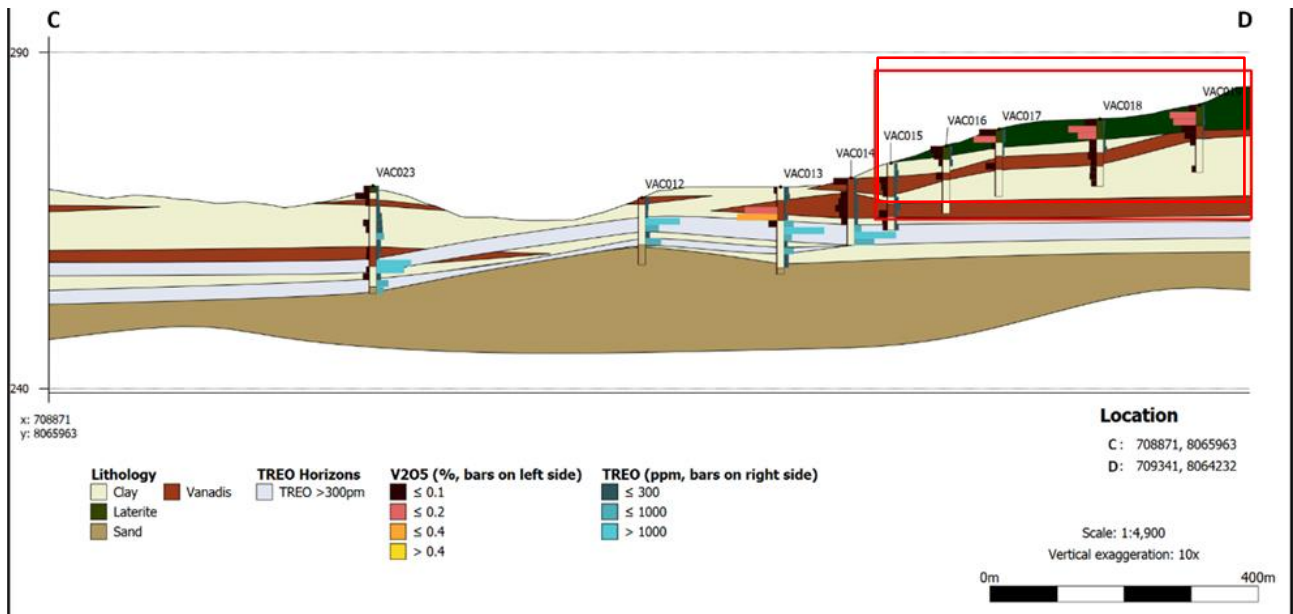 C
D
290
VAC018
VAC017
VAC016
VAC015
VAC014
VAC013
VAC023
VAC012
240
x: 708871
y: 8065963
Location
C: 708871, 8065963
D: 709341, 8064232
Lithology
Clay
Vanadis
Laterite
Sand
TREO Horizons
TREO >300pm
V2O5 (%, bars on left side)
≤ 0.1
≤ 0.2
≤ 0.4
> 0.4
TREO (ppm, bars on right side)
≤ 300
≤ 1000
> 1000
Scale: 1:4,900
Vertical exaggeration: 10x
0m
400m